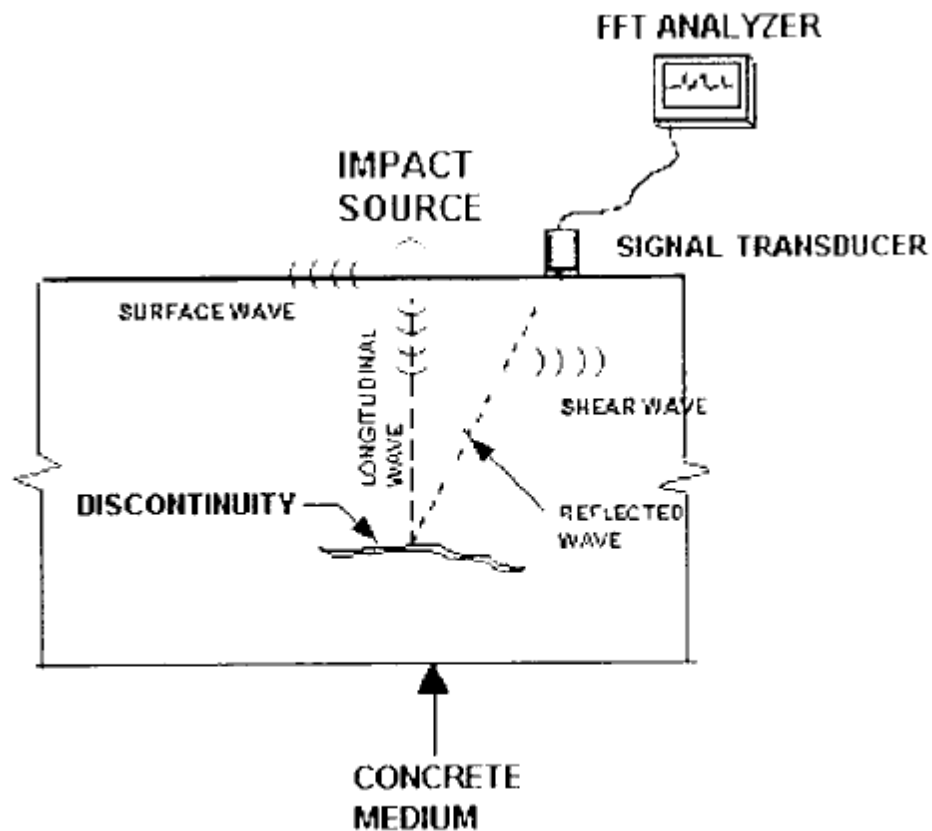 FFT ANALYZER
IMPACT
SOURCE
SIGNAL TRANSDUCER
SURFACE WAVE
LONGITUDINAL
WAVE
SHEAR WAVE
DISCONTINUITY
REFLECTED
WAVE
CONCRETE
MEDIUM